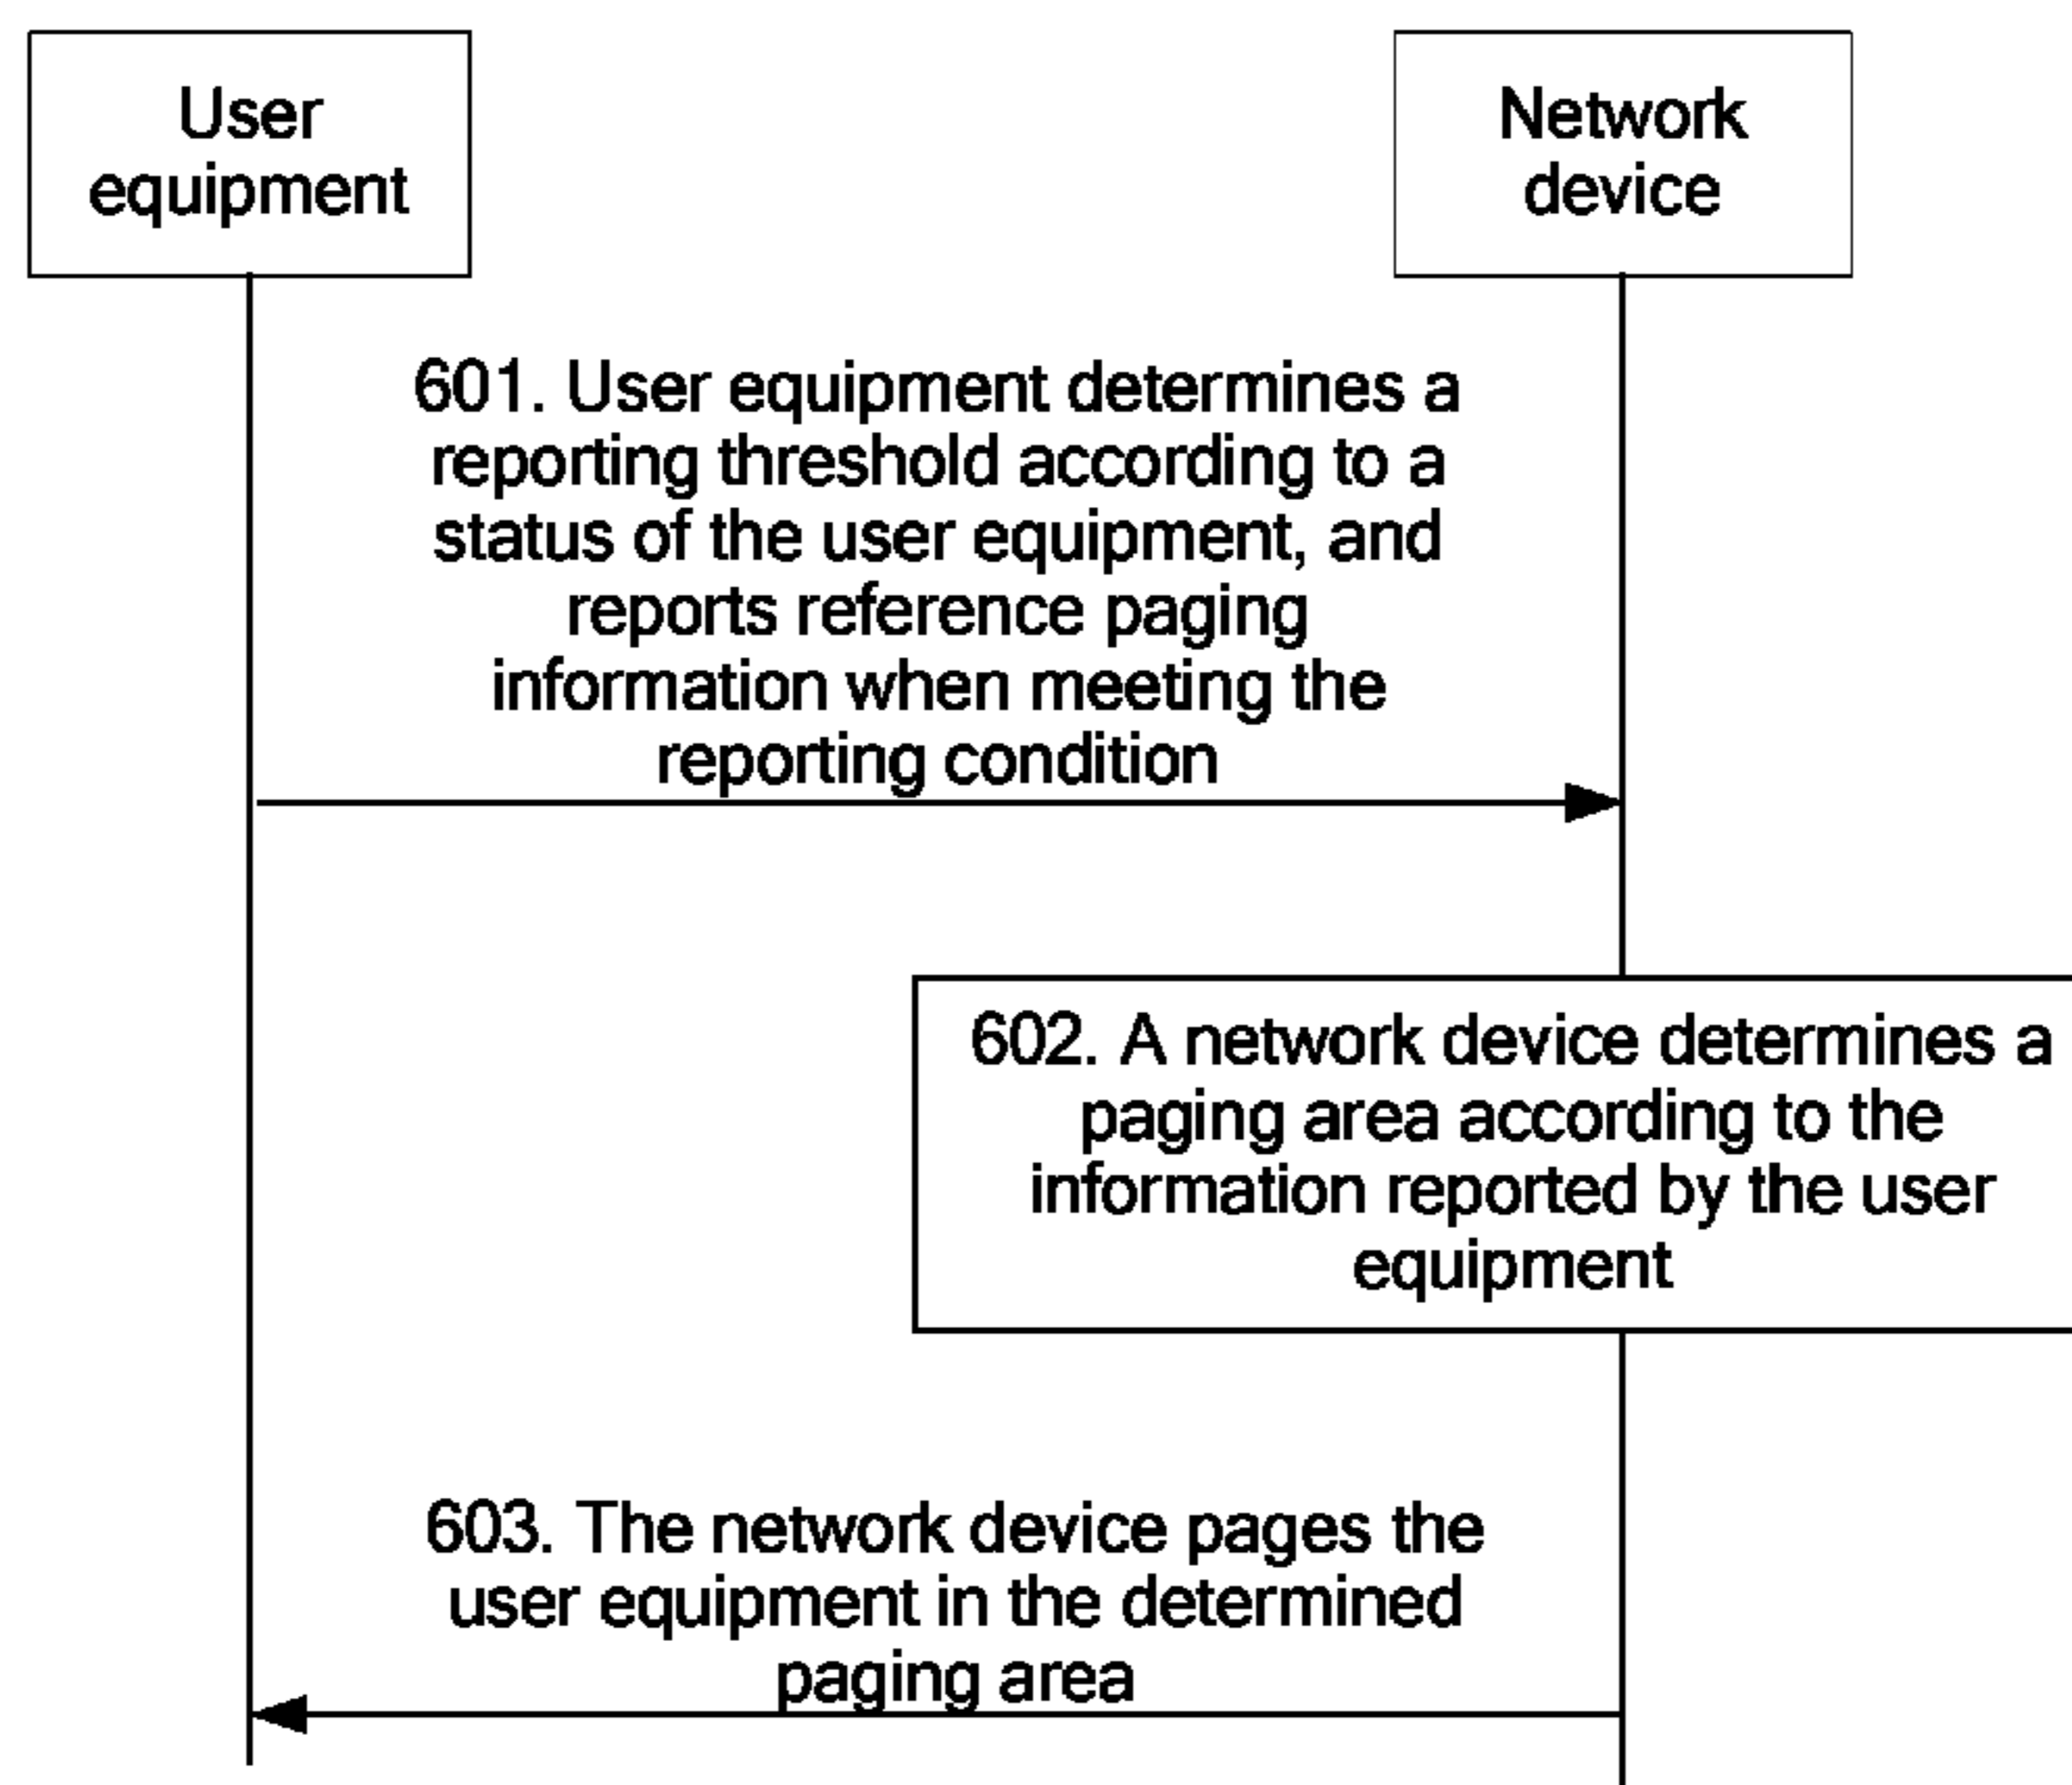 User
equipment
Network
device
601. User equipment determines a
reporting threshold according to a
status of the user equipment, and
reports reference paging
information when meeting the
reporting condition
602. A network device determines a
paging area according to the
information reported by the user
equipment
603. The network device pages the
user equipment in the determined
paging area